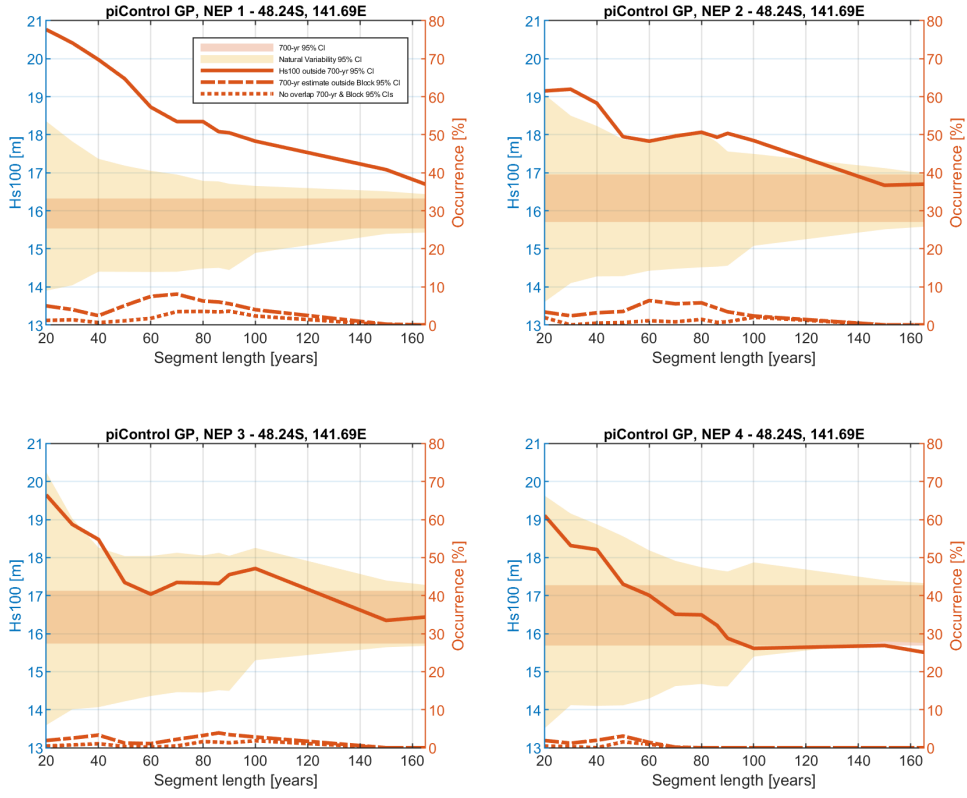 piControl GP, NEP 1 - 48.24S, 141.69E
21
20
19
18
17
16
15
14
13
Hs100 [m]
80
70
60
50
40
30
20
10
0
Occurrence [%]
700-yr 95% CI
Natural Variability 95% CI
Hs100 outside 700-yr 95% CI
700-yr estimate outside Block 95% CI
No overlap 700-yr & Block 95% CIs
20 40 60 80 100 120 140 160
Segment length [years]
piControl GP, NEP 2 - 48.24S, 141.69E
21
20
19
18
17
16
15
14
13
Hs100 [m]
80
70
60
50
40
30
20
10
0
Occurrence [%]
20 40 60 80 100 120 140 160
Segment length [years]
piControl GP, NEP 3 - 48.24S, 141.69E
21
20
19
18
17
16
15
14
13
Hs100 [m]
80
70
60
50
40
30
20
10
0
Occurrence [%]
20 40 60 80 100 120 140 160
Segment length [years]
piControl GP, NEP 4 - 48.24S, 141.69E
21
20
19
18
17
16
15
14
13
Hs100 [m]
80
70
60
50
40
30
20
10
0
Occurrence [%]
20 40 60 80 100 120 140 160
Segment length [years]